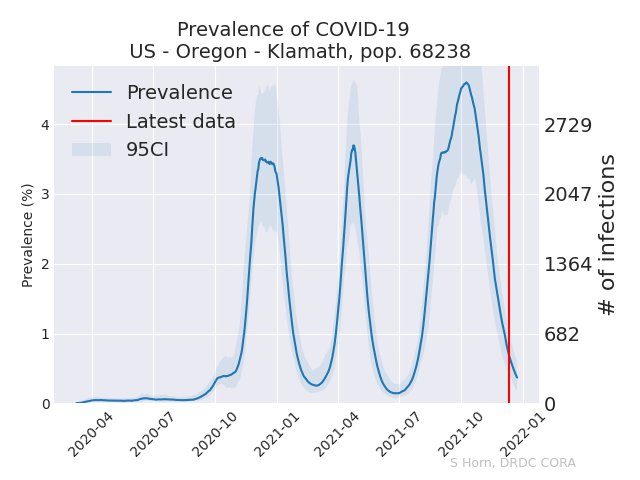 Prevalence of COVID-19
US - Oregon - Klamath, pop. 68238
Prevalence
Latest data
95CI
Prevalence (%)
4
3
2
1
0
2729
2047
1364
682
0
# of infections
2020-04
2020-07
2020-10
2021-01
2021-04
2021-07
2021-10
2022-01
S Horn, DRDC CORA